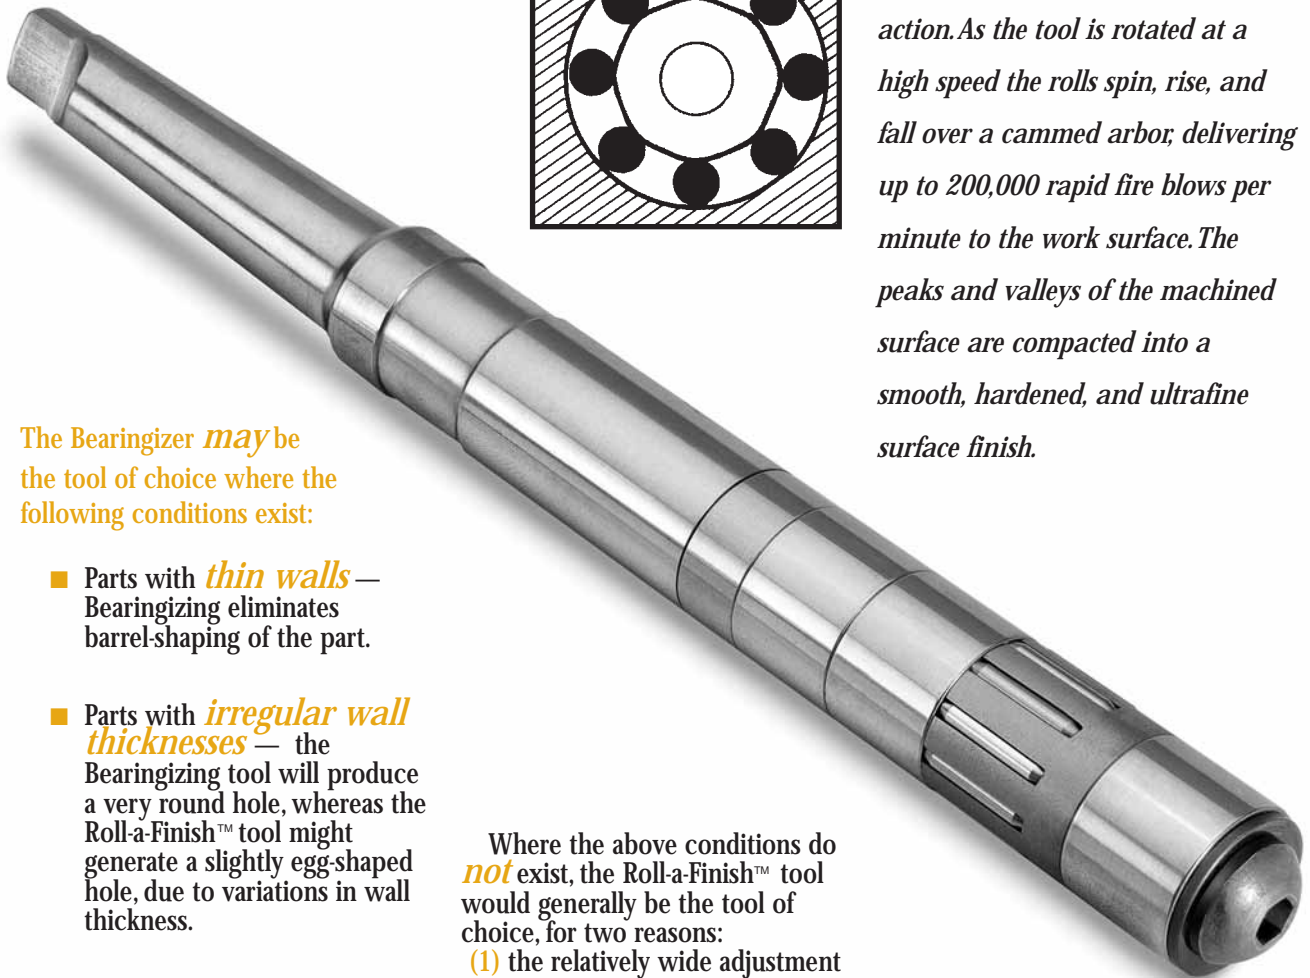 action. As the tool is rotated at a
high speed the rolls spin, rise, and
fall over a cammed arbor, delivering
up to 200,000 rapid fire blows per
minute to the work surface. The
peaks and valleys of the machined
surface are compacted into a
smooth, hardened, and ultrafine
surface finish.
The Bearingizer may be
the tool of choice where the
following conditions exist:
■ Parts with thin walls —
Bearingizing eliminates
barrel-shaping of the part.
■ Parts with irregular wall
thicknesses — the
Bearingizing tool will produce
a very round hole, whereas the
Roll-a-Finish™ tool might
generate a slightly egg-shaped
hole, due to variations in wall
thickness.
Where the above conditions do
not exist, the Roll-a-Finish™ tool
would generally be the tool of
choice, for two reasons:
(1) the relatively wide adjustment